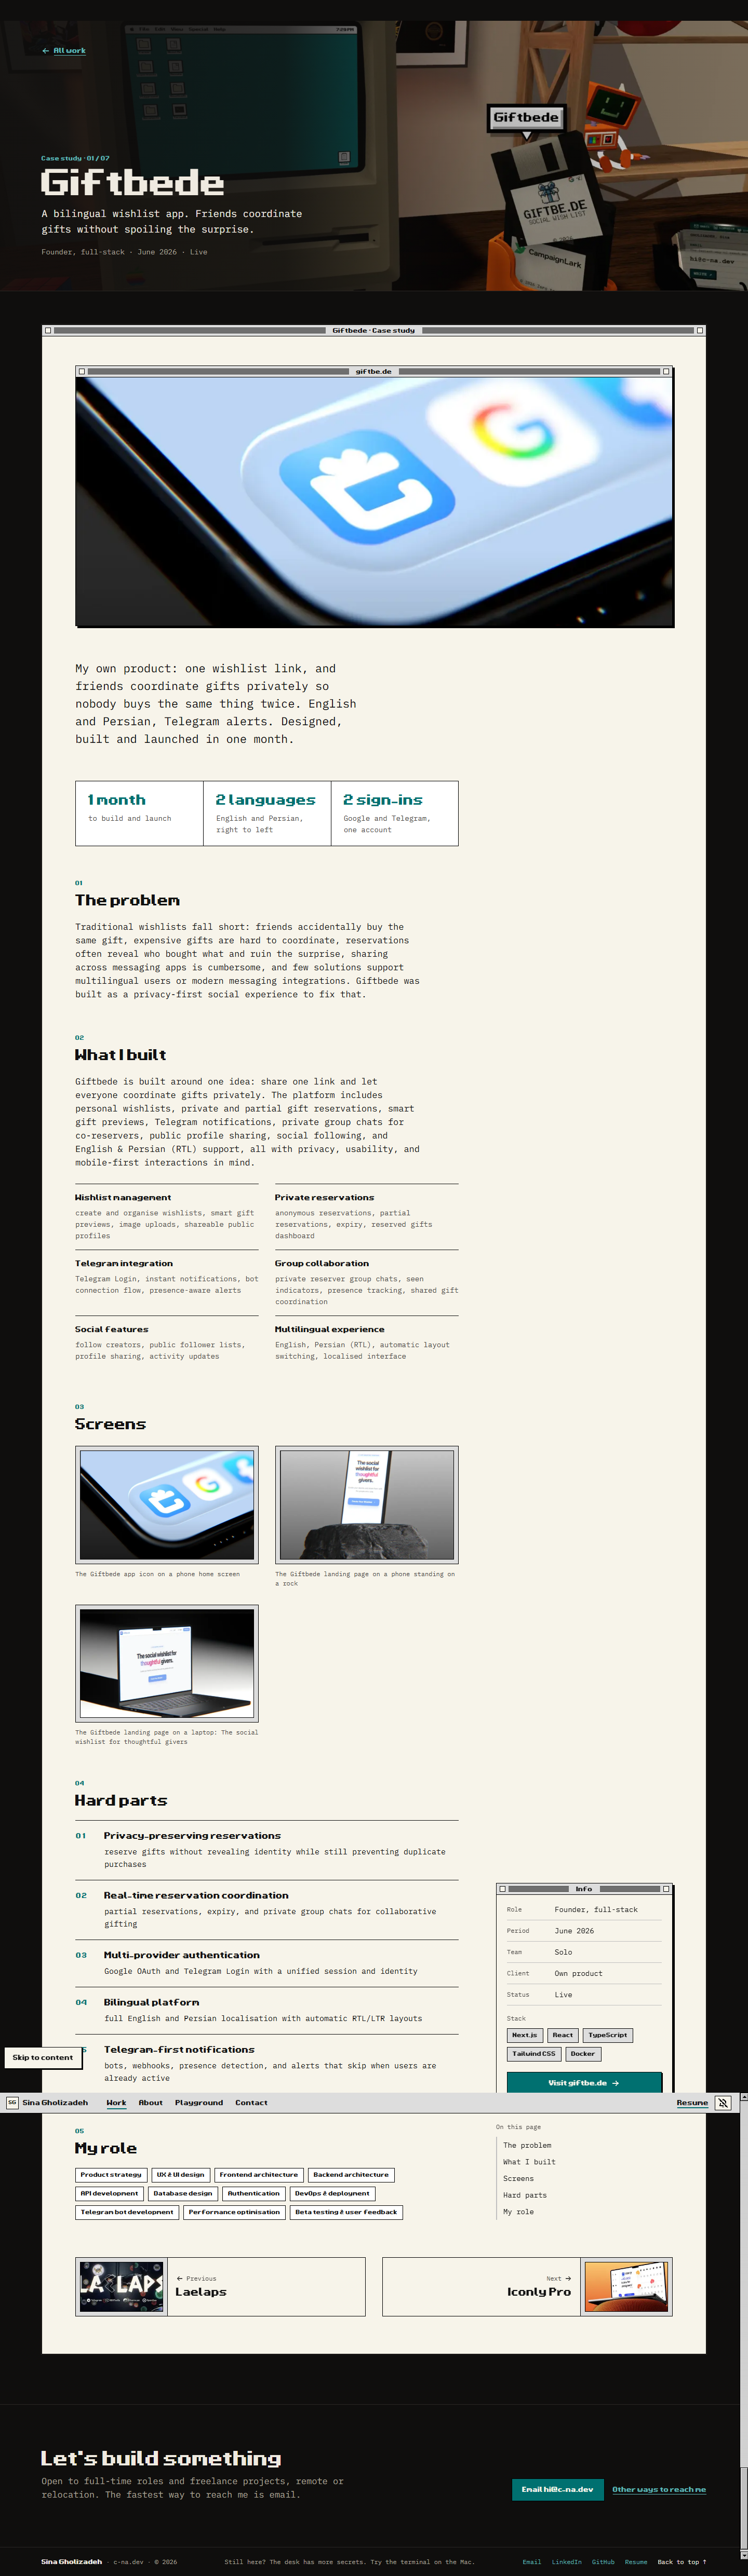 File Edit View Special Help
← All work
Case study · 01 / 07
Giftbede
A bilingual wishlist app. Friends coordinate
gifts without spoiling the surprise.
Founder, full-stack · June 2026 · Live
Giftbede
GIFTBE.DE
SOCIAL WISH LIST
CampaignLark
hi@c-na.dev
Giftbede · Case study
giftbe.de
My own product: one wishlist link, and
friends coordinate gifts privately so
nobody buys the same thing twice. English
and Persian, Telegram alerts. Designed,
built and launched in one month.
1 month
to build and launch
2 languages
English and Persian,
right to left
2 sign-ins
Google and Telegram,
one account
01
The problem
Traditional wishlists fall short: friends accidentally buy the
same gift, expensive gifts are hard to coordinate, reservations
often reveal who bought what and ruin the surprise, sharing
across messaging apps is cumbersome, and few solutions support
multilingual users or modern messaging integrations. Giftbede was
built as a privacy-first social experience to fix that.
02
What I built
Giftbede is built around one idea: share one link and let
everyone coordinate gifts privately. The platform includes
personal wishlists, private and partial gift reservations, smart
gift previews, Telegram notifications, private group chats for
co-reservers, public profile sharing, social following, and
English & Persian (RTL) support, all with privacy, usability, and
mobile-first interactions in mind.
Wishlist management
create and organise wishlists, smart gift
previews, image uploads, shareable public
profiles
Private reservations
anonymous reservations, partial
reservations, expiry, reserved gifts
dashboard
Telegram integration
Telegram Login, instant notifications, bot
connection flow, presence-aware alerts
Group collaboration
private reserver group chats, seen
indicators, presence tracking, shared gift
coordination
Social features
follow creators, public follower lists,
profile sharing, activity updates
Multilingual experience
English, Persian (RTL), automatic layout
switching, localised interface
03
Screens
The social
wishlist for
thoughtful
givers.
The Giftbede app icon on a phone home screen
The Giftbede landing page on a phone standing on
a rock
The social wishlist for
thoughtful givers.
The Giftbede landing page on a laptop: The social
wishlist for thoughtful givers
04
Hard parts
01 Privacy-preserving reservations
reserve gifts without revealing identity while still preventing duplicate
purchases
02 Real-time reservation coordination
partial reservations, expiry, and private group chats for collaborative
gifting
03 Multi-provider authentication
Google OAuth and Telegram Login with a unified session and identity
04 Bilingual platform
full English and Persian localisation with automatic RTL/LTR layouts
5 Telegram-first notifications
bots, webhooks, presence detection, and alerts that skip when users are
already active
Info
Role Founder, full-stack
Period June 2026
Team Solo
Client Own product
Status Live
Stack
Next.js React TypeScript
Tailwind CSS Docker
Visit giftbe.de →
Skip to content
SG Sina Gholizadeh Work About Playground Contact Resume
05
My role
Product strategy UX & UI design Frontend architecture Backend architecture
API development Database design Authentication DevOps & deployment
Telegram bot development Performance optimisation Beta testing & user feedback
On this page
The problem
What I built
Screens
Hard parts
My role
LAELAPS
← Previous
Laelaps
Next →
Iconly Pro
Let's build something
Open to full-time roles and freelance projects, remote or
relocation. The fastest way to reach me is email.
Email hi@c-na.dev Other ways to reach me
Sina Gholizadeh · c-na.dev · © 2026 Still here? The desk has more secrets. Try the terminal on the Mac. Email LinkedIn GitHub Resume Back to top ↑